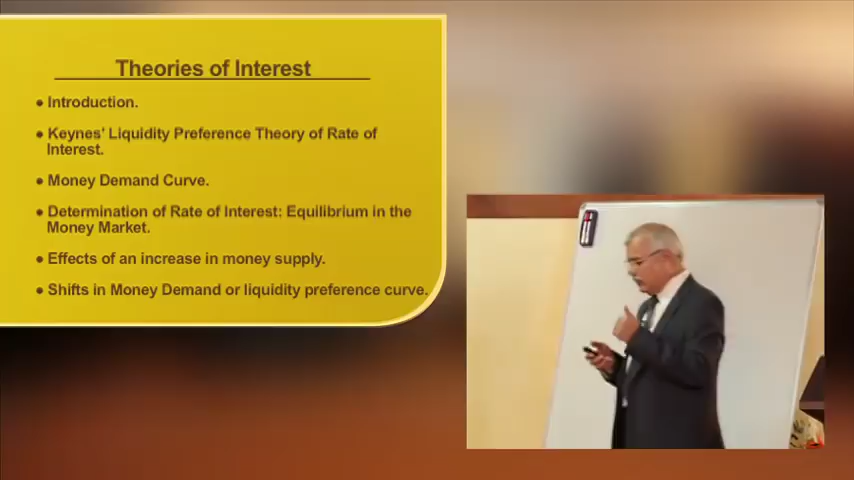 Theories of Interest
● Introduction.
● Keynes' Liquidity Preference Theory of Rate of
Interest.
● Money Demand Curve.
● Determination of Rate of Interest: Equilibrium in the
Money Market.
● Effects of an increase in money supply.
● Shifts in Money Demand or liquidity preference curve.